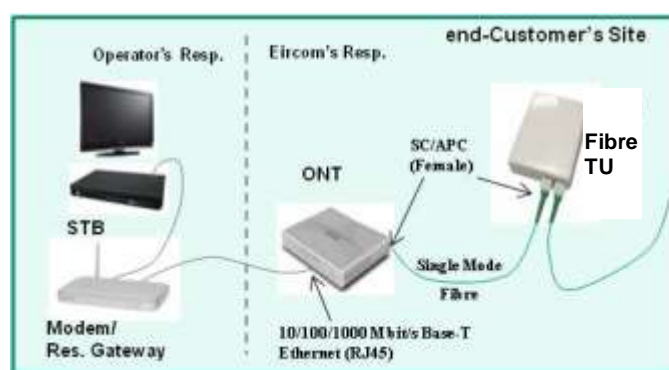 end-Customer's Site
Operator's Resp.
Eircom's Resp.
SC/APC
(Female)
Fibre
TU
ONT
STB
Single Mode
Fibre
Modem/
Res. Gateway
10/100/1000 Mbit/s Base-T
Ethernet (RJ45)